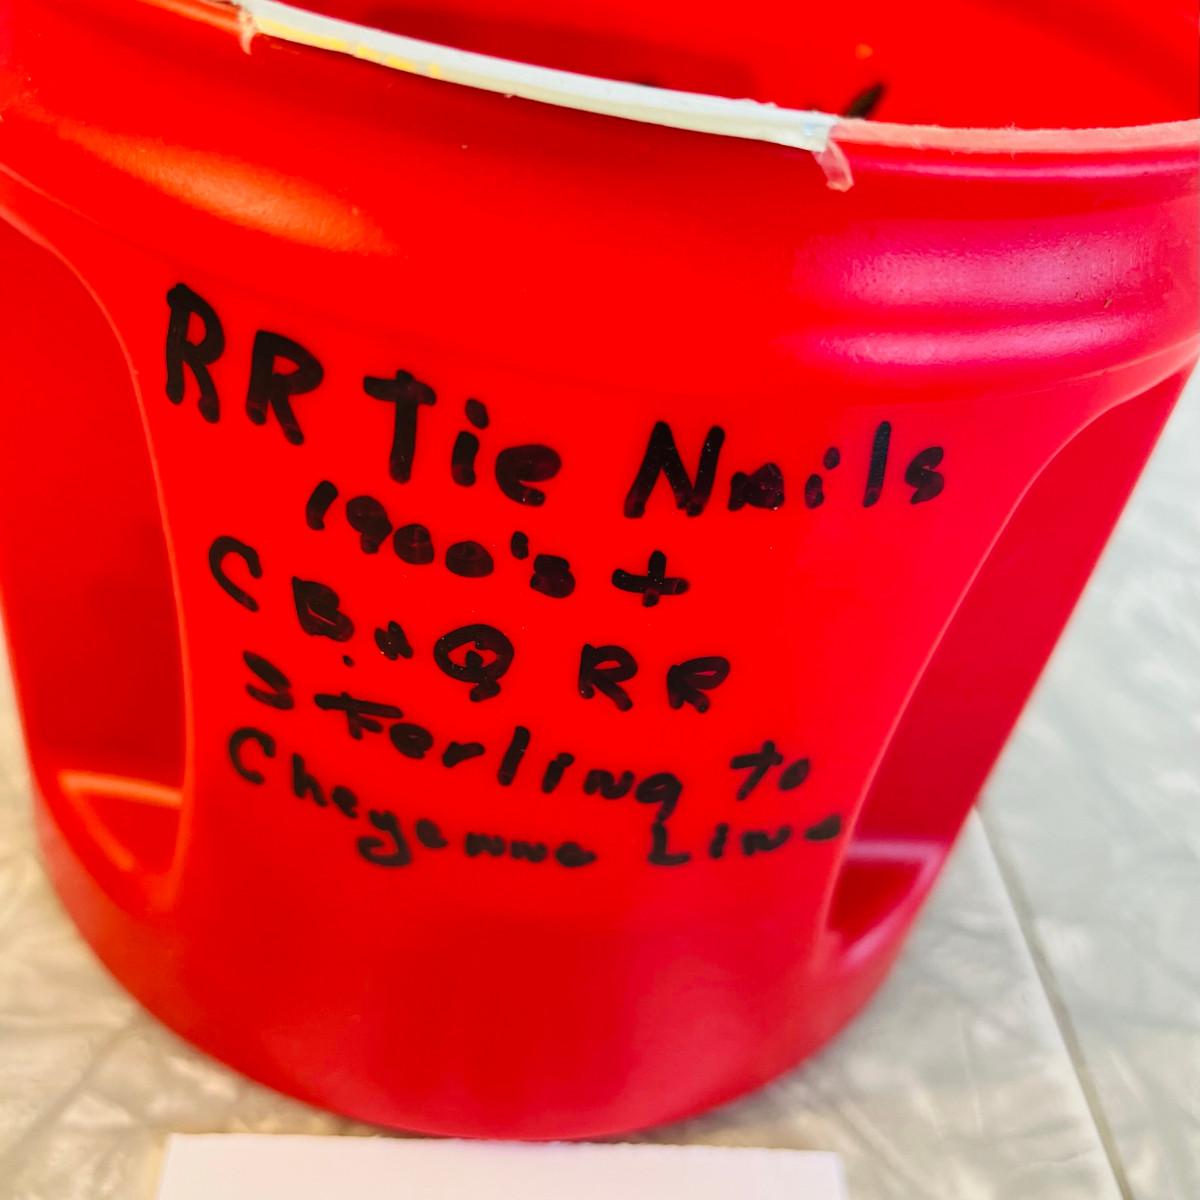 RR Tie Nails
1900's +
CB.&Q RR
Sterling to
Cheyenne Line